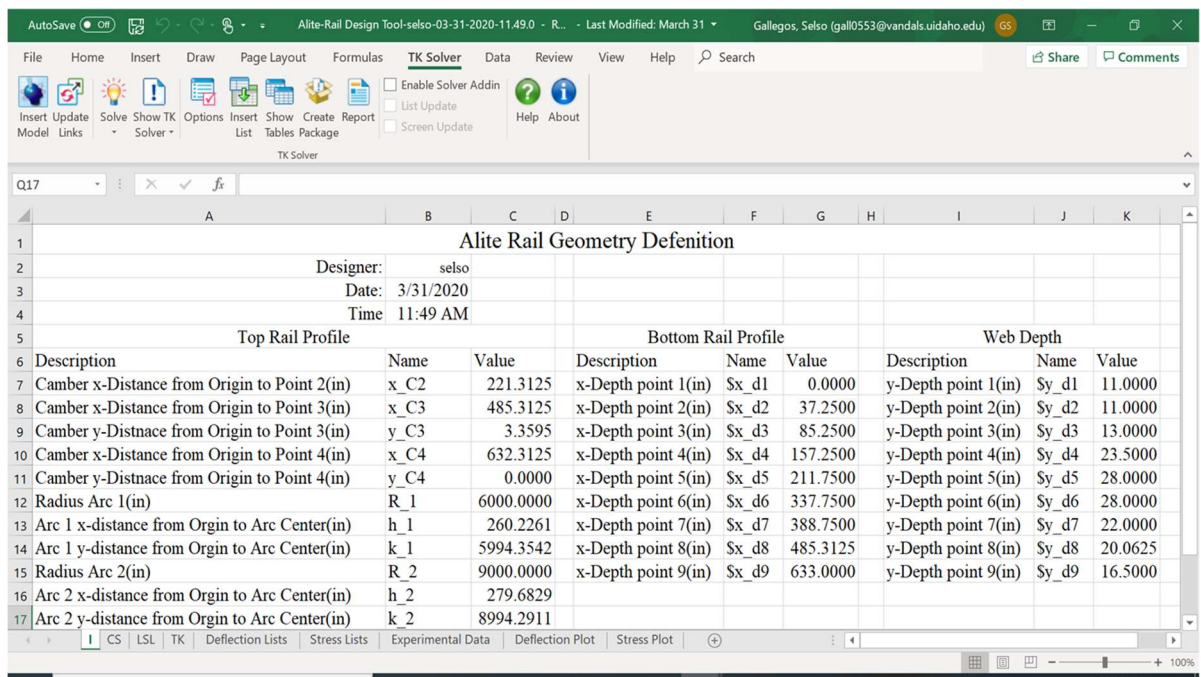 AutoSave Off Alite-Rail Design Tool-selso-03-31-2020-11.49.0 - R... - Last Modified: March 31 Gallegos, Selso (gall0553@vandals.uidaho.edu) GS
File Home Insert Draw Page Layout Formulas TK Solver Data Review View Help Search Share Comments
Insert Model Update Links Solve Show TK Solver Options Insert List Show Tables Create Package Report Enable Solver Addin List Update Screen Update Help About
TK Solver
Q17 fx
A B C D E F G H I J K
1 Alite Rail Geometry Defenition
2 Designer: selso
3 Date: 3/31/2020
4 Time 11:49 AM
5 Top Rail Profile Bottom Rail Profile Web Depth
6 Description Name Value Description Name Value Description Name Value
7 Camber x-Distance from Origin to Point 2(in) x_C2 221.3125 x-Depth point 1(in) $x_d1 0.0000 y-Depth point 1(in) $y_d1 11.0000
8 Camber x-Distance from Origin to Point 3(in) x_C3 485.3125 x-Depth point 2(in) $x_d2 37.2500 y-Depth point 2(in) $y_d2 11.0000
9 Camber y-Distnace from Origin to Point 3(in) y_C3 3.3595 x-Depth point 3(in) $x_d3 85.2500 y-Depth point 3(in) $y_d3 13.0000
10 Camber x-Distance from Origin to Point 4(in) x_C4 632.3125 x-Depth point 4(in) $x_d4 157.2500 y-Depth point 4(in) $y_d4 23.5000
11 Camber y-Distnace from Origin to Point 4(in) y_C4 0.0000 x-Depth point 5(in) $x_d5 211.7500 y-Depth point 5(in) $y_d5 28.0000
12 Radius Arc 1(in) R_1 6000.0000 x-Depth point 6(in) $x_d6 337.7500 y-Depth point 6(in) $y_d6 28.0000
13 Arc 1 x-distance from Orgin to Arc Center(in) h_1 260.2261 x-Depth point 7(in) $x_d7 388.7500 y-Depth point 7(in) $y_d7 22.0000
14 Arc 1 y-distance from Orgin to Arc Center(in) k_1 5994.3542 x-Depth point 8(in) $x_d8 485.3125 y-Depth point 8(in) $y_d8 20.0625
15 Radius Arc 2(in) R_2 9000.0000 x-Depth point 9(in) $x_d9 633.0000 y-Depth point 9(in) $y_d9 16.5000
16 Arc 2 x-distance from Orgin to Arc Center(in) h_2 279.6829
17 Arc 2 y-distance from Orgin to Arc Center(in) k_2 8994.2911
I CS LSL TK Deflection Lists Stress Lists Experimental Data Deflection Plot Stress Plot
100%